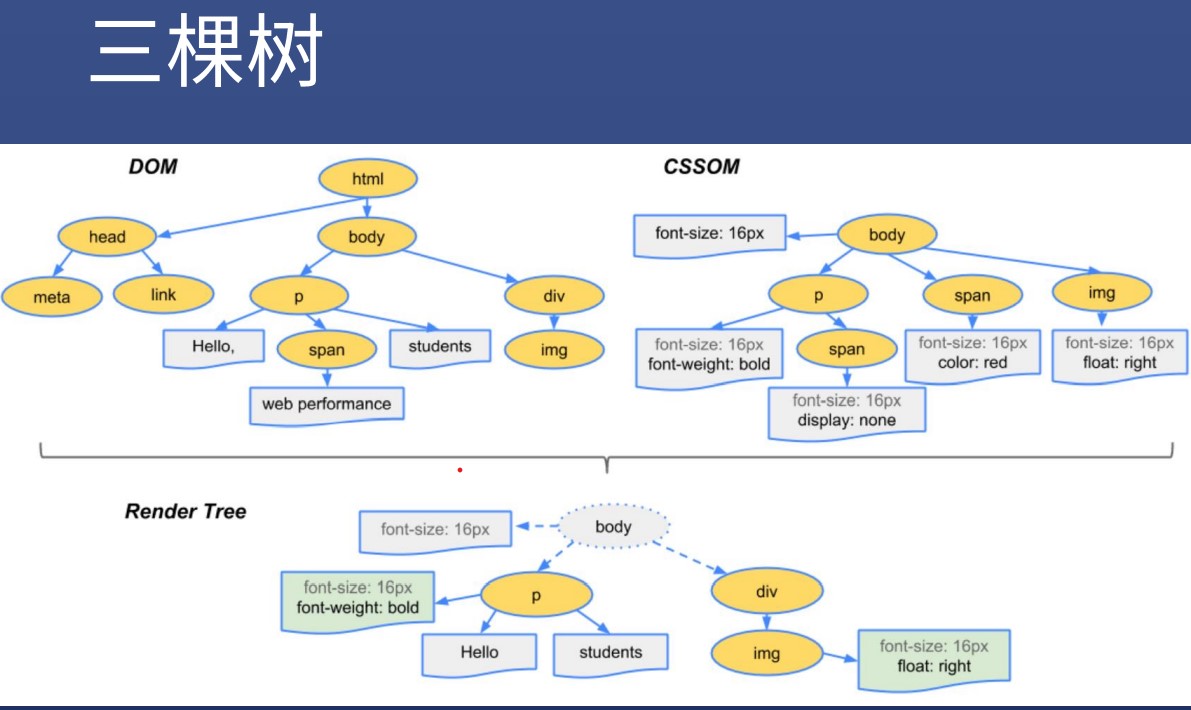 三棵树
DOM
CSSOM
html
head
body
meta
link
p
div
Hello,
span
students
img
web performance
font-size: 16px
body
p
span
img
font-size: 16px
font-weight: bold
span
font-size: 16px
color: red
font-size: 16px
float: right
font-size: 16px
display: none
Render Tree
font-size: 16px
body
font-size: 16px
font-weight: bold
p
div
Hello
students
img
font-size: 16px
float: right